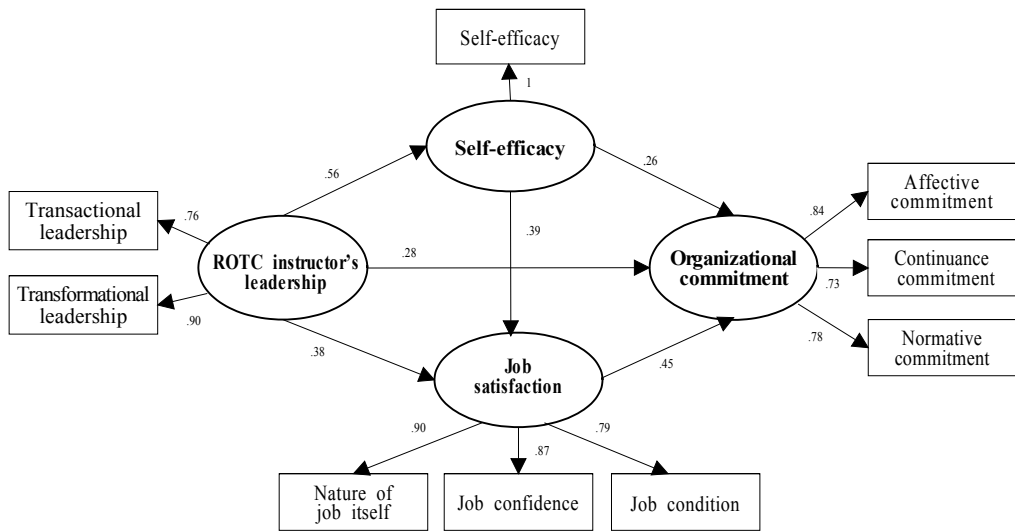 Self-efficacy
1
Self-efficacy
.56
.26
Transactional
leadership
.76
Affective
commitment
.84
.39
ROTC instructor's
leadership
.28
Organizational
commitment
Continuance
commitment
.73
Transformational
leadership
.90
.38
Job
satisfaction
.45
.78
Normative
commitment
.90
.87
.79
Nature of
job itself
Job confidence
Job condition